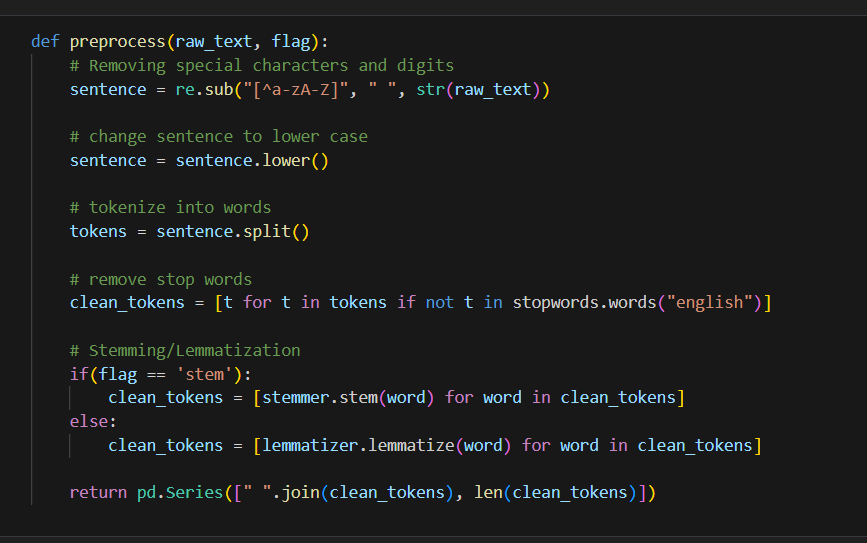 def preprocess(raw_text, flag):
    # Removing special characters and digits
    sentence = re.sub("[^a-zA-Z]", " ", str(raw_text))

    # change sentence to lower case
    sentence = sentence.lower()

    # tokenize into words
    tokens = sentence.split()

    # remove stop words
    clean_tokens = [t for t in tokens if not t in stopwords.words("english")]

    # Stemming/Lemmatization
    if(flag == 'stem'):
        clean_tokens = [stemmer.stem(word) for word in clean_tokens]
    else:
        clean_tokens = [lemmatizer.lemmatize(word) for word in clean_tokens]

    return pd.Series([" ".join(clean_tokens), len(clean_tokens)])